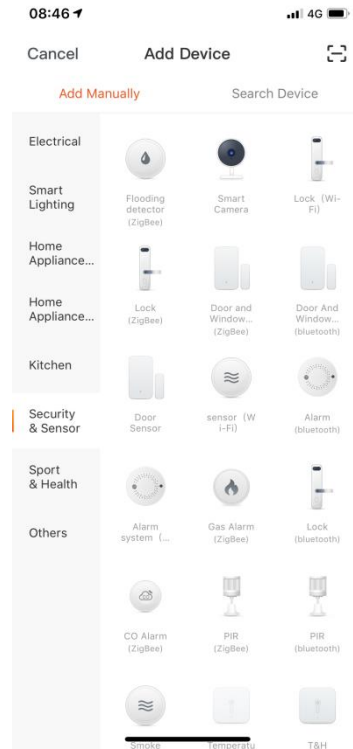 08:46
4G
Cancel
Add Device
Add Manually
Search Device
Electrical
Smart
Lighting
Home
Appliance...
Home
Appliance...
Kitchen
Security
& Sensor
Sport
& Health
Others
Flooding
detector
(ZigBee)
Smart
Camera
Lock (Wi-
Fi)
Lock
(ZigBee)
Door and
Window...
(ZigBee)
Door And
Window...
(bluetooth)
Door
Sensor
sensor (W
i-Fi)
Alarm
(bluetooth)
Alarm
system (...
Gas Alarm
(ZigBee)
Lock
(bluetooth)
CO Alarm
(ZigBee)
PIR
(ZigBee)
PIR
(bluetooth)
Smoke
Temperatu
T&H